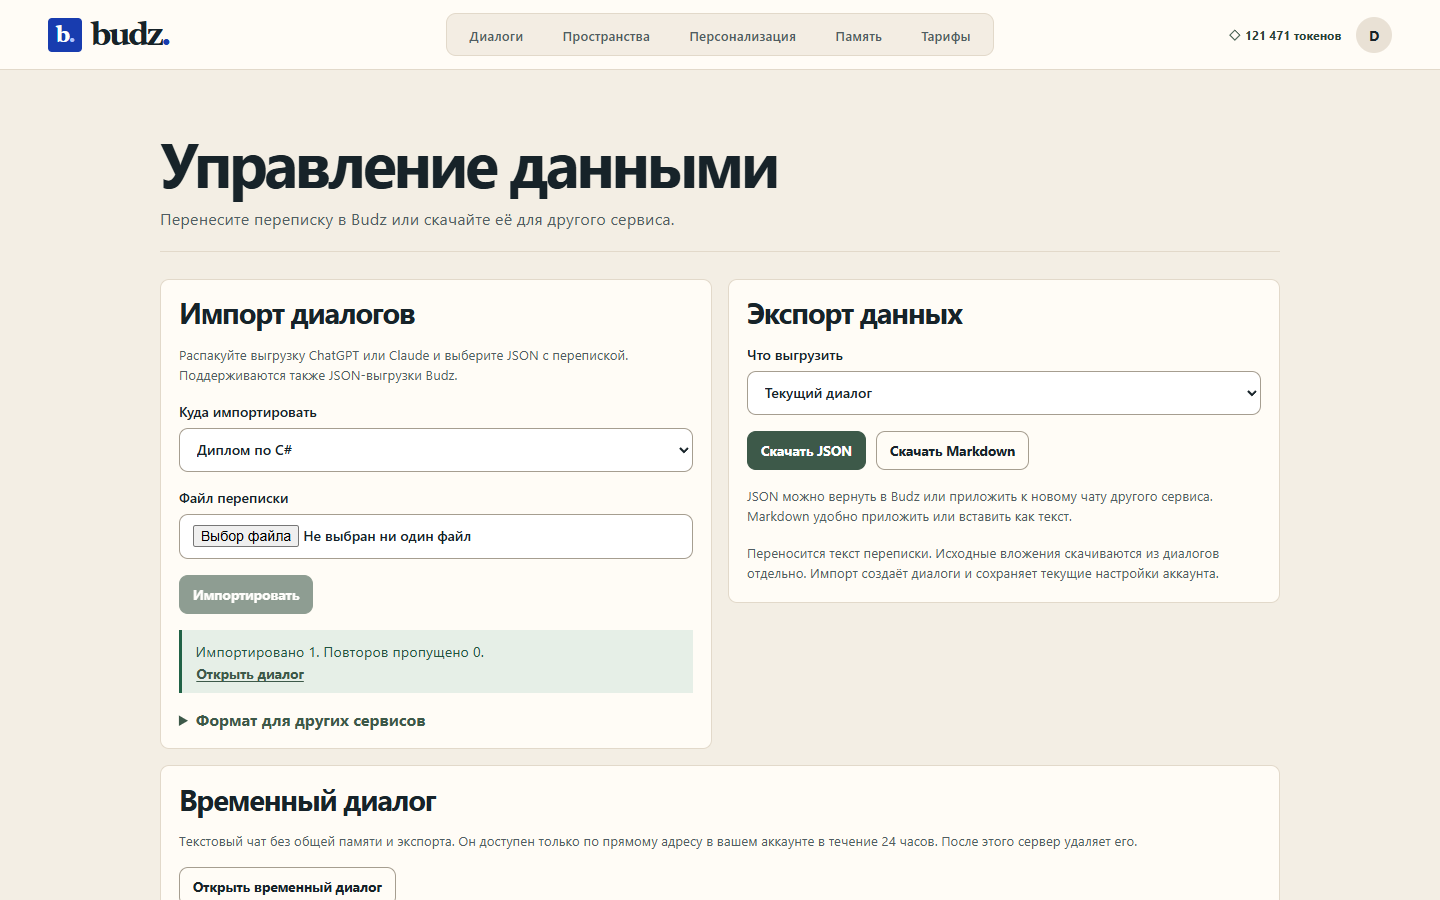 b. budz.
Диалоги Пространства Персонализация Память Тарифы
121 471 токенов D
Управление данными
Перенесите переписку в Budz или скачайте её для другого сервиса.
Импорт диалогов
Распакуйте выгрузку ChatGPT или Claude и выберите JSON с перепиской.
Поддерживаются также JSON-выгрузки Budz.
Куда импортировать
Диплом по C#
Файл переписки
Выбор файла Не выбран ни один файл
Импортировать
Импортировано 1. Повторов пропущено 0.
Открыть диалог
Формат для других сервисов
Экспорт данных
Что выгрузить
Текущий диалог
Скачать JSON Скачать Markdown
JSON можно вернуть в Budz или приложить к новому чату другого сервиса.
Markdown удобно приложить или вставить как текст.
Переносится текст переписки. Исходные вложения скачиваются из диалогов
отдельно. Импорт создаёт диалоги и сохраняет текущие настройки аккаунта.
Временный диалог
Текстовый чат без общей памяти и экспорта. Он доступен только по прямому адресу в вашем аккаунте в течение 24 часов. После этого сервер удаляет его.
Открыть временный диалог